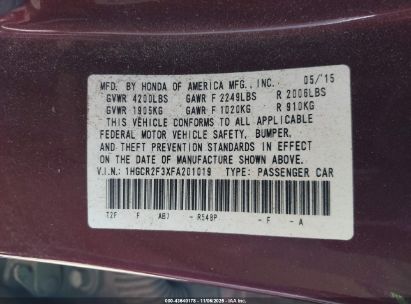 MFD. BY HONDA OF AMERICA MFG., INC. 05/'15
GVWR 4200LBS GAWR F 2249LBS R 2006LBS
GVWR 1905KG GAWR F 1020KG R 910KG
THIS VEHICLE CONFORMS TO ALL APPLICABLE
FEDERAL MOTOR VEHICLE SAFETY, BUMPER,
AND THEFT PREVENTION STANDARDS IN EFFECT
ON THE DATE OF MANUFACTURE SHOWN ABOVE.
V.I.N.: 1HGCR2F3XFA201019 TYPE: PASSENGER CAR
T2F F AB7 -R548P -F -A